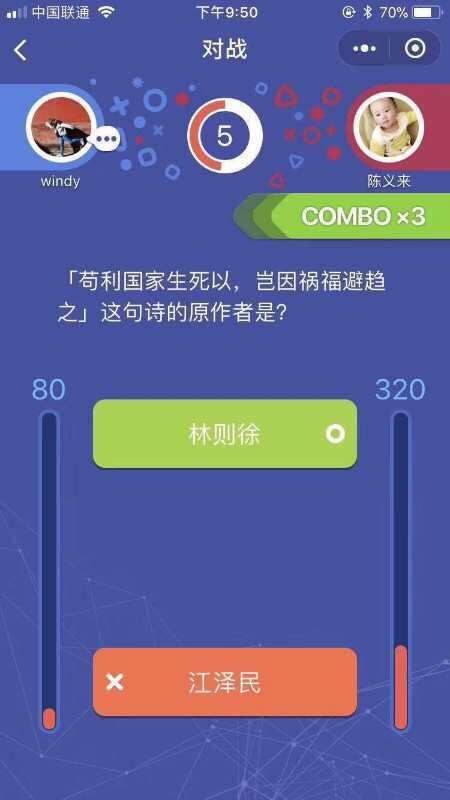 中国联通 下午9:50 70%
对战
5
windy 陈义来
COMBO ×3
「苟利国家生死以，岂因祸福避趋
之」这句诗的原作者是？
80 320
林则徐
江泽民